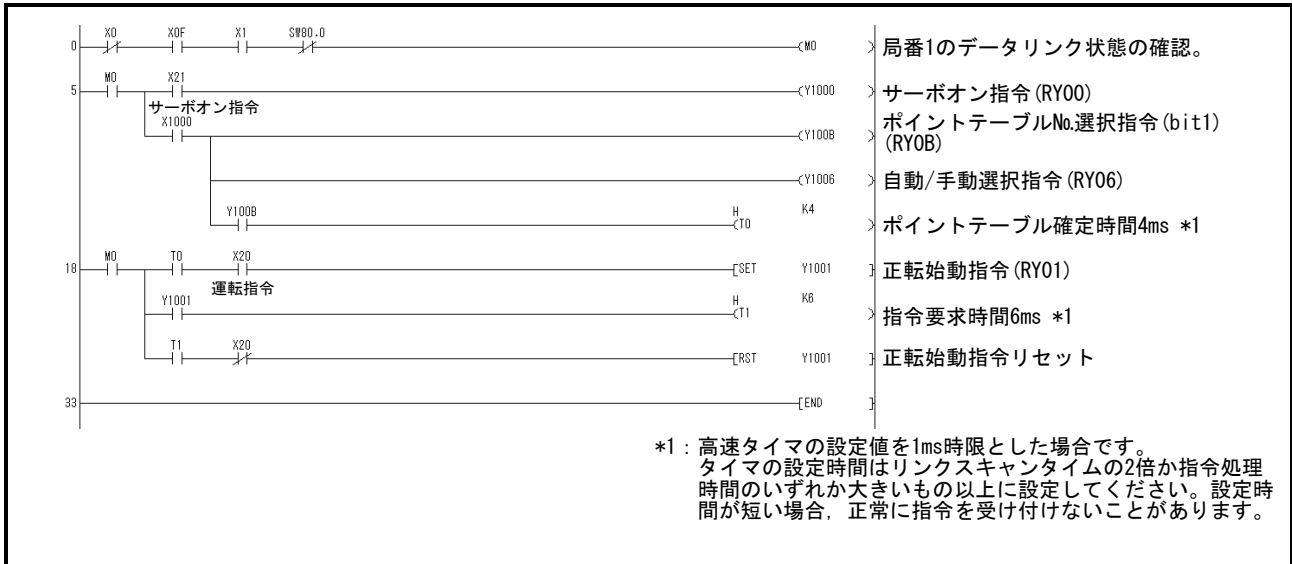 X0 X0F X1 SW80.0
0 (M0 ) 局番1のデータリンク状態の確認。
M0 X21
5 (Y1000 ) サーボオン指令(RY00)
サーボオン指令
X1000
(Y100B ) ポイントテーブル№選択指令(bit1)
(RY0B)
(Y1006 ) 自動/手動選択指令(RY06)
Y100B H K4
(T0 ) ポイントテーブル確定時間4ms *1
M0 T0 X20
18 [SET Y1001 ] 正転始動指令(RY01)
運転指令
Y1001 H K6
(T1 ) 指令要求時間6ms *1
T1 X20
[RST Y1001 ] 正転始動指令リセット
33 [END ]
*1：高速タイマの設定値を1ms時限とした場合です。
タイマの設定時間はリンクスキャンタイムの2倍か指令処理
時間のいずれか大きいもの以上に設定してください。設定時
間が短い場合，正常に指令を受け付けないことがあります。